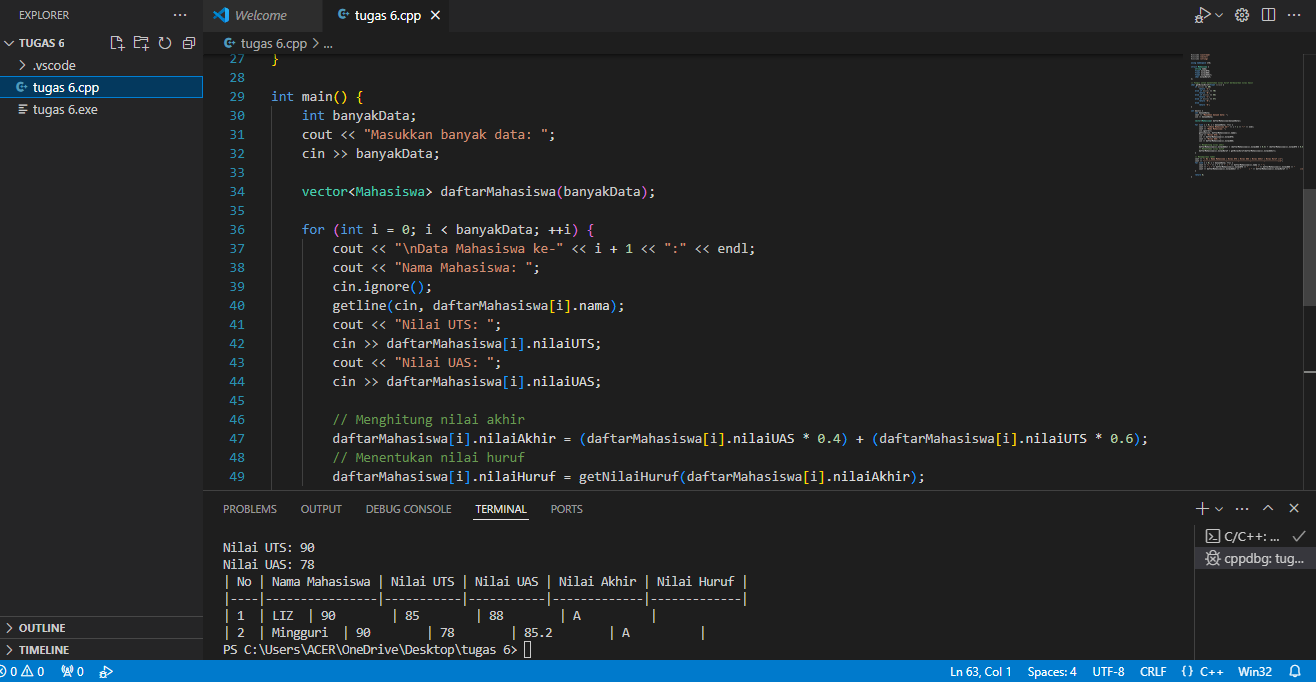 EXPLORER ...
Welcome
tugas 6.cpp
TUGAS 6
.vscode
tugas 6.cpp
tugas 6.exe
tugas 6.cpp > ...
27 }
28
29 int main() {
30 int banyakData;
31 cout << "Masukkan banyak data: ";
32 cin >> banyakData;
33
34 vector<Mahasiswa> daftarMahasiswa(banyakData);
35
36 for (int i = 0; i < banyakData; ++i) {
37 cout << "\nData Mahasiswa ke-" << i + 1 << ":" << endl;
38 cout << "Nama Mahasiswa: ";
39 cin.ignore();
40 getline(cin, daftarMahasiswa[i].nama);
41 cout << "Nilai UTS: ";
42 cin >> daftarMahasiswa[i].nilaiUTS;
43 cout << "Nilai UAS: ";
44 cin >> daftarMahasiswa[i].nilaiUAS;
45
46 // Menghitung nilai akhir
47 daftarMahasiswa[i].nilaiAkhir = (daftarMahasiswa[i].nilaiUAS * 0.4) + (daftarMahasiswa[i].nilaiUTS * 0.6);
48 // Menentukan nilai huruf
49 daftarMahasiswa[i].nilaiHuruf = getNilaiHuruf(daftarMahasiswa[i].nilaiAkhir);
PROBLEMS OUTPUT DEBUG CONSOLE TERMINAL PORTS
C/C++: ...
cppdbg: tug...
Nilai UTS: 90
Nilai UAS: 78
| No | Nama Mahasiswa | Nilai UTS | Nilai UAS | Nilai Akhir | Nilai Huruf |
|----|----------------|-----------|-----------|-------------|-------------|
| 1 | LIZ | 90 | 85 | 88 | A |
| 2 | Mingguri | 90 | 78 | 85.2 | A |
PS C:\Users\ACER\OneDrive\Desktop\tugas 6>
OUTLINE
TIMELINE
0 0 0
Ln 63, Col 1 Spaces: 4 UTF-8 CRLF {} C++ Win32